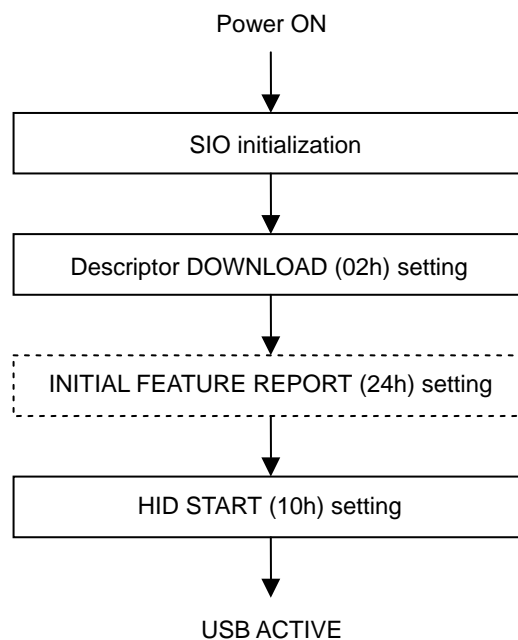 Power ON
SIO initialization
Descriptor DOWNLOAD (02h) setting
INITIAL FEATURE REPORT (24h) setting
HID START (10h) setting
USB ACTIVE